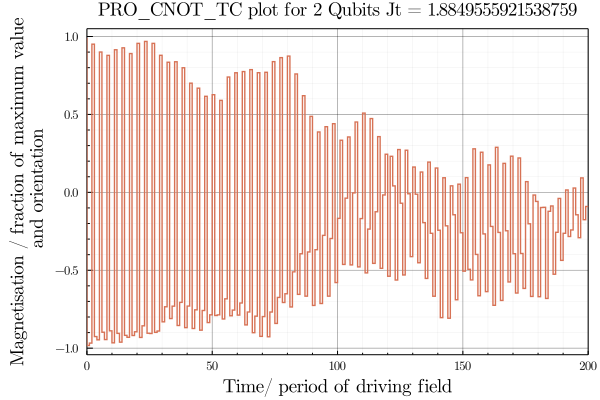 PRO_CNOT_TC plot for 2 Qubits Jt = 1.8849555921538759
Magnetisation / fraction of maximum value
and orientation
1.0
0.5
0.0
−0.5
−1.0
0 50 100 150 200
Time/ period of driving field